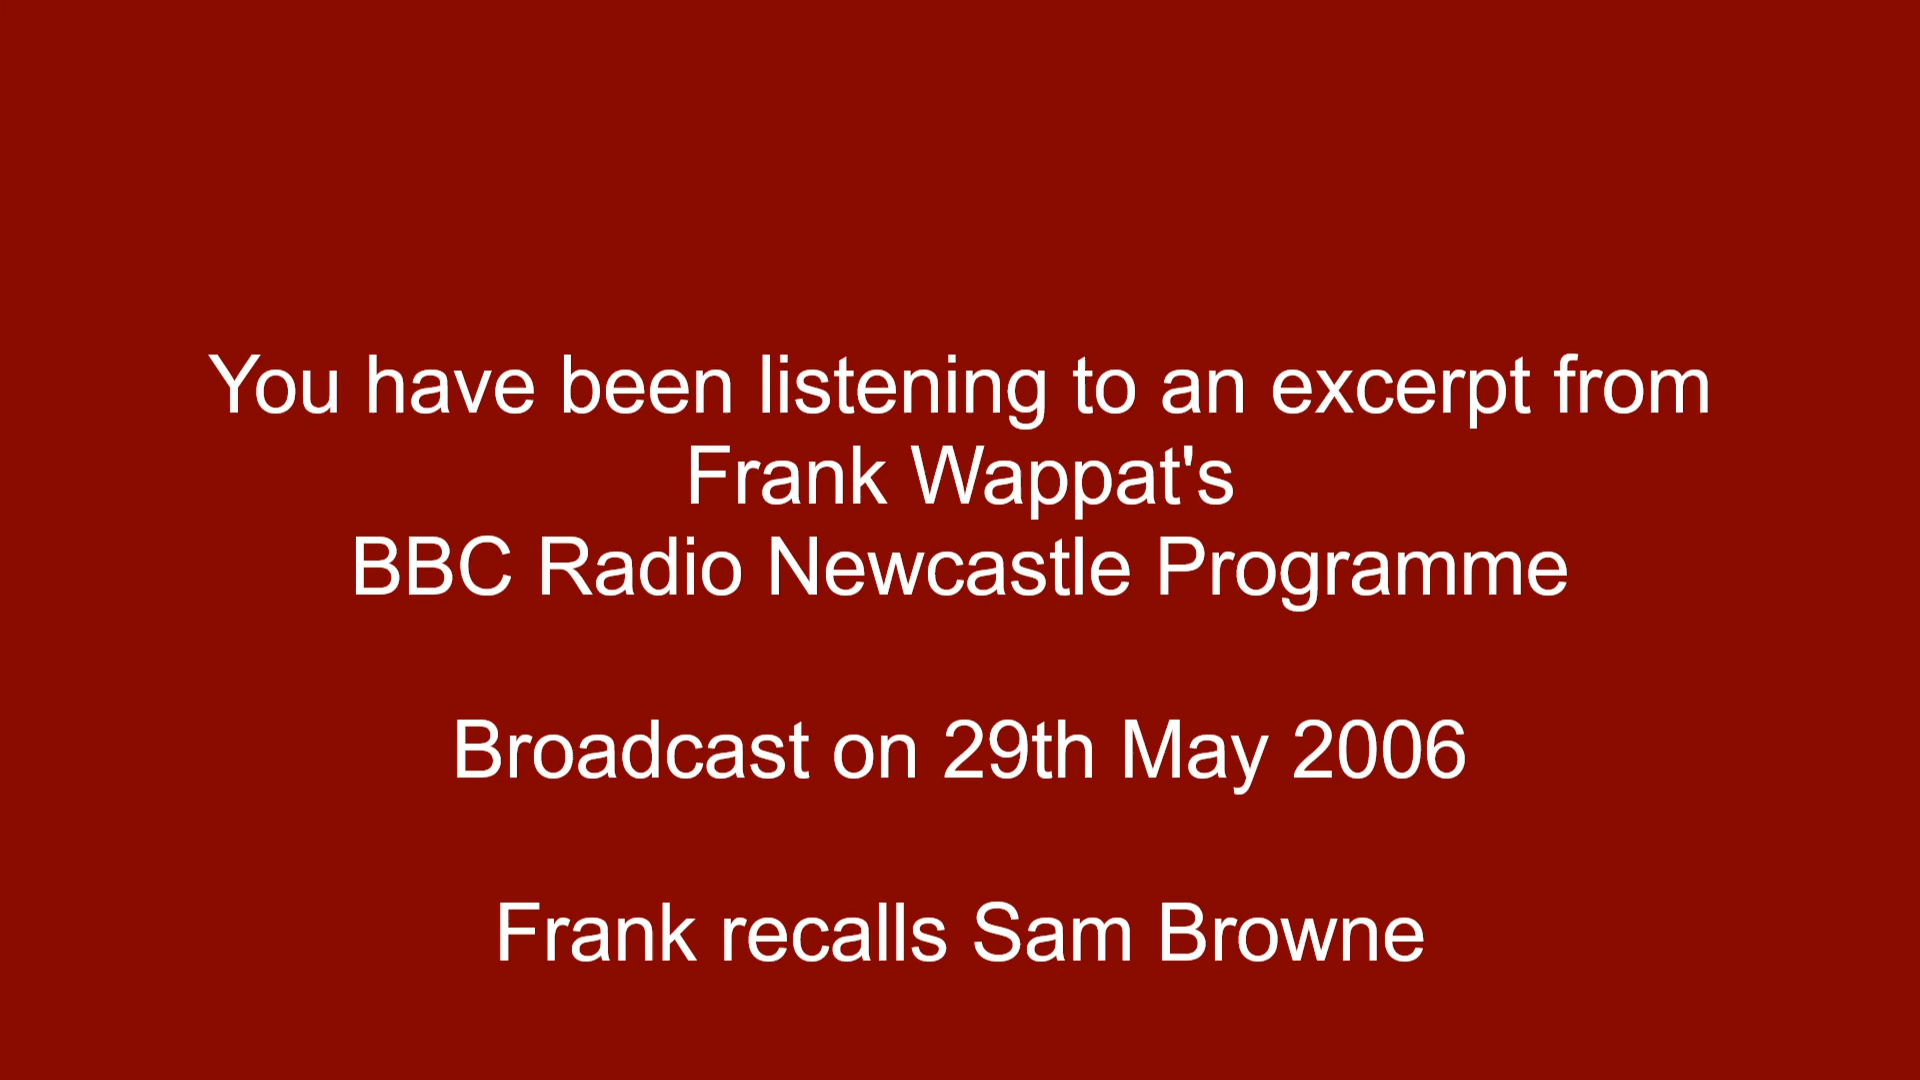 You have been listening to an excerpt from
Frank Wappat's
BBC Radio Newcastle Programme
Broadcast on 29th May 2006
Frank recalls Sam Browne